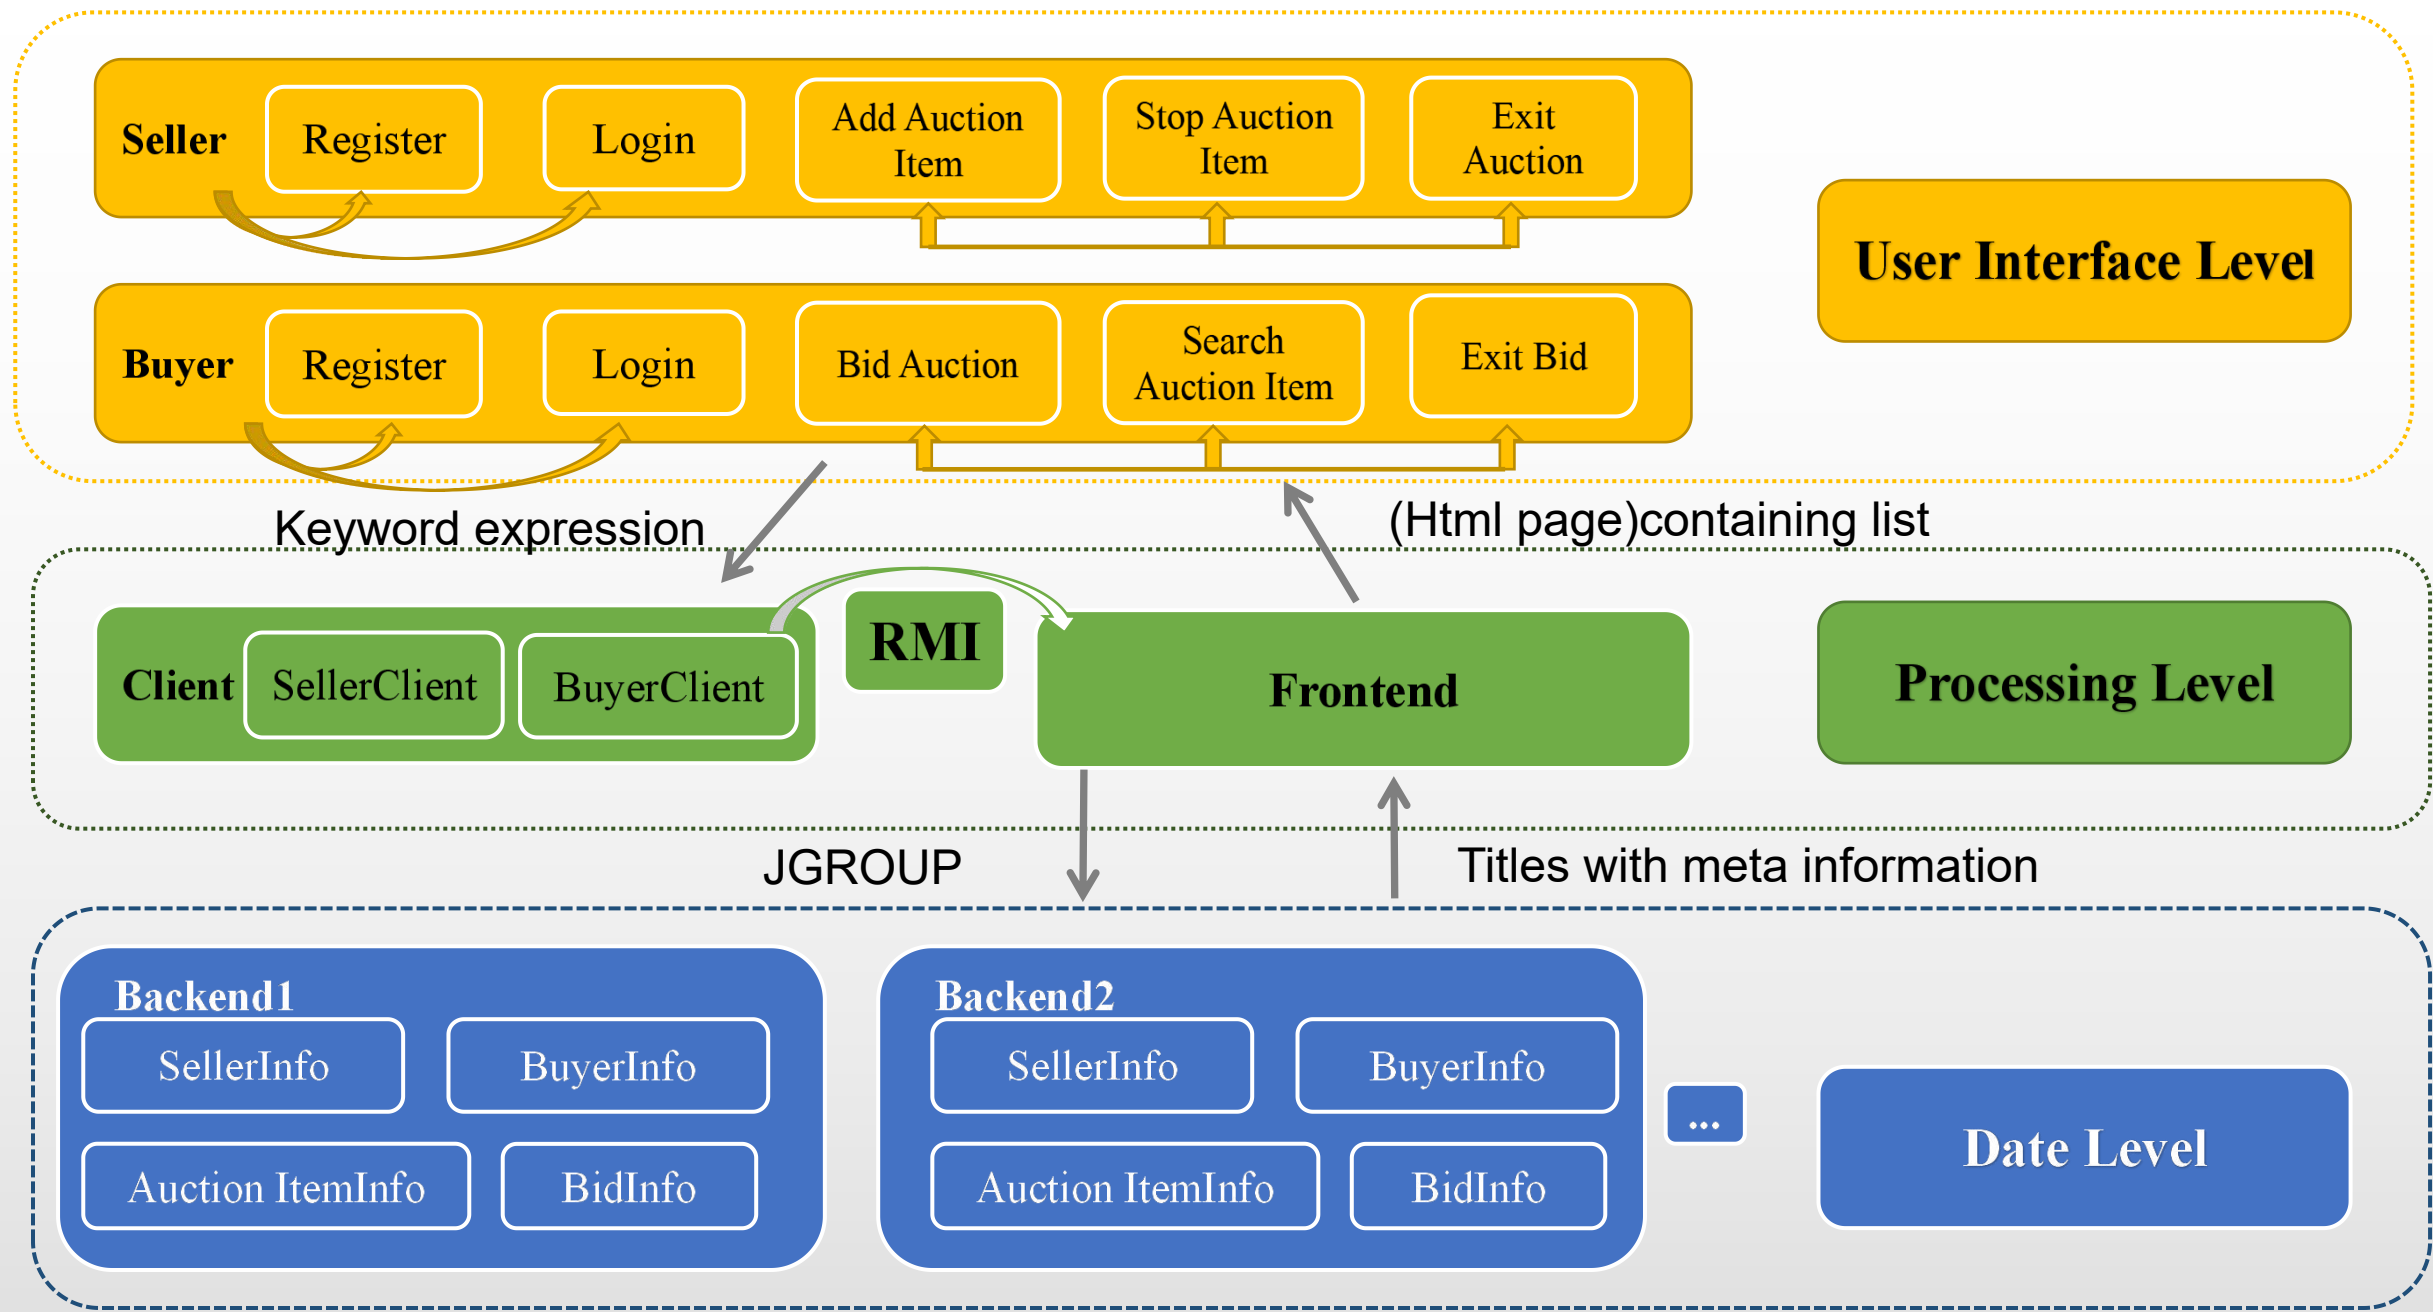 Seller
Register
Login
Add Auction
Item
Stop Auction
Item
Exit
Auction
User Interface Level
Buyer
Register
Login
Bid Auction
Search
Auction Item
Exit Bid
Keyword expression
(Html page)containing list
Client
SellerClient
BuyerClient
RMI
Frontend
Processing Level
JGROUP
Titles with meta information
Backend1
SellerInfo
BuyerInfo
Auction ItemInfo
BidInfo
Backend2
SellerInfo
BuyerInfo
Auction ItemInfo
BidInfo
...
Date Level